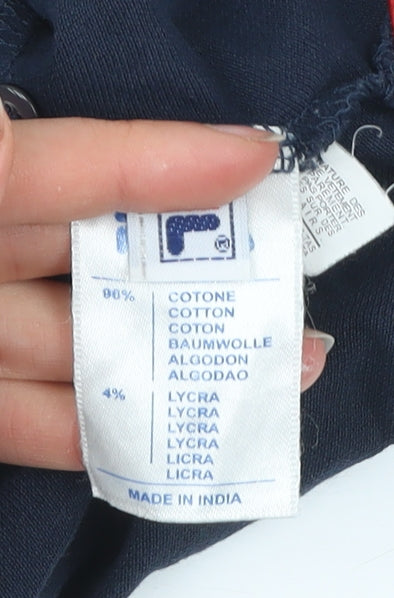 F®
96% COTONE
COTTON
COTON
BAUMWOLLE
ALGODON
ALGODAO
4% LYCRA
LYCRA
LYCRA
LYCRA
LICRA
LICRA
MADE IN INDIA